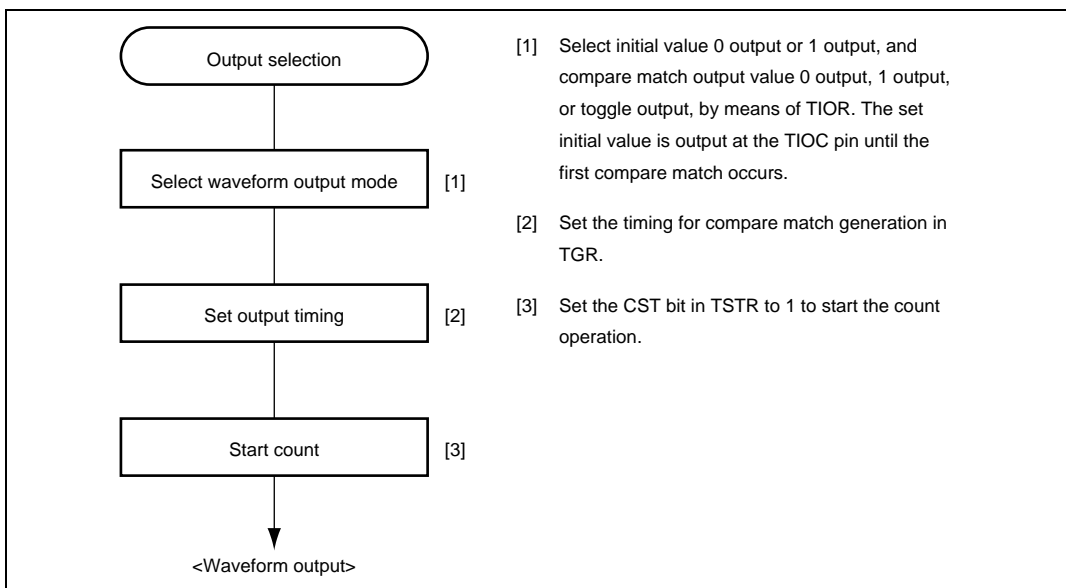 Output selection
Select waveform output mode
[1]
Set output timing
[2]
Start count
[3]
<Waveform output>
[1] Select initial value 0 output or 1 output, and
compare match output value 0 output, 1 output,
or toggle output, by means of TIOR. The set
initial value is output at the TIOC pin until the
first compare match occurs.
[2] Set the timing for compare match generation in
TGR.
[3] Set the CST bit in TSTR to 1 to start the count
operation.